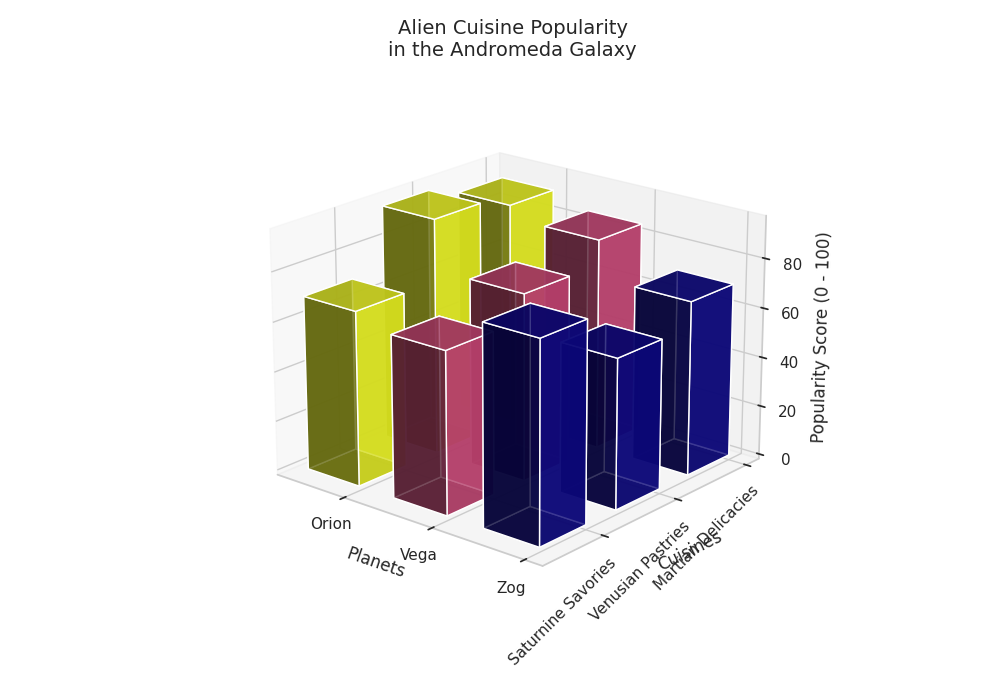 Alien Cuisine Popularity
in the Andromeda Galaxy
80
60
40
20
0
Popularity Score (0 - 100)
Orion
Vega
Zog
Planets
Saturnine Savories
Venusian Pastries
Martian Delicacies
Cuisines